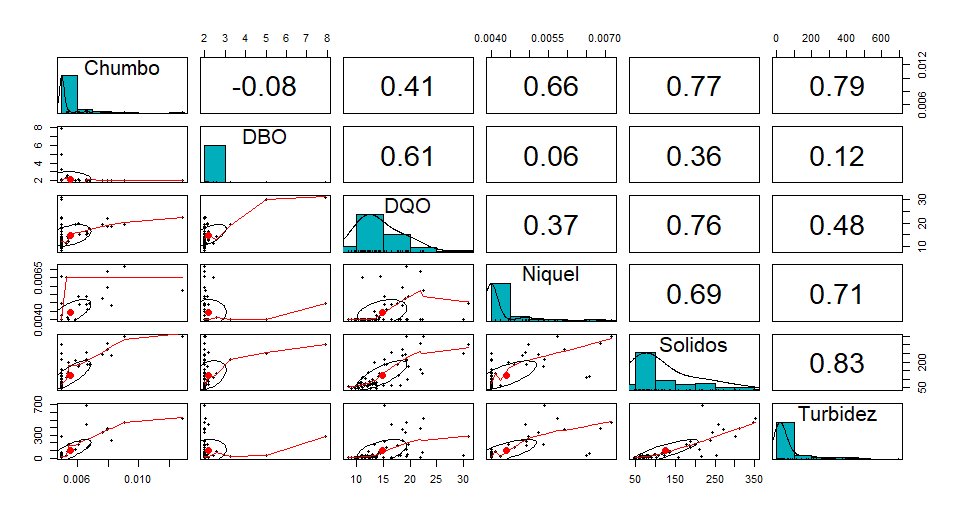 2 3 4 5 6 7 8
0.0040 0.0055 0.0070
0 200 400 600
Chumbo
-0.08
0.41
0.66
0.77
0.79
0.006 0.012
2 4 6 8
DBO
0.61
0.06
0.36
0.12
DQO
0.37
0.76
0.48
10 20 30
0.0040 0.0065
Niquel
0.69
0.71
Solidos
0.83
50 200
0 300 700
Turbidez
0.006 0.010
10 15 20 25 30
50 150 250 350